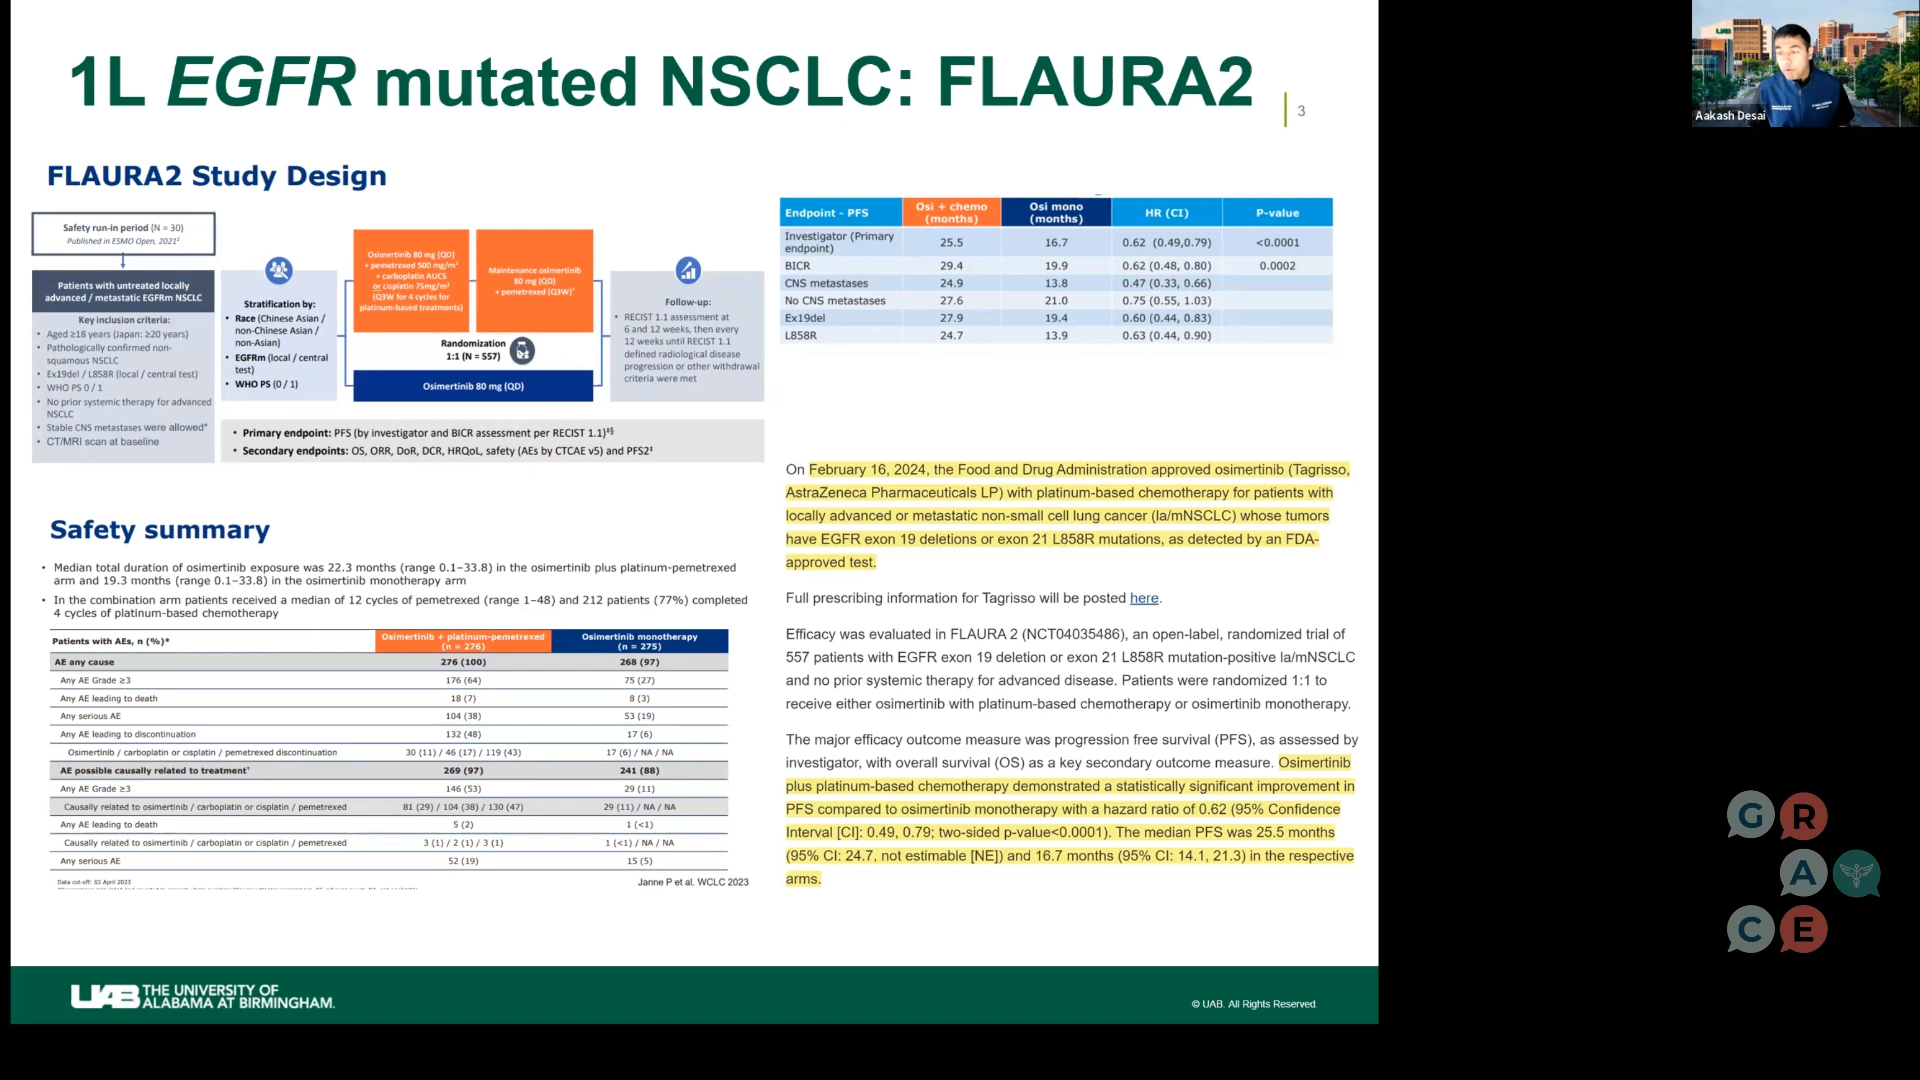 1L EGFR mutated NSCLC: FLAURA2
3
Aakash Desai
FLAURA2 Study Design
Safety run-in period (N = 30)
Published in ESMO Open, 2021‡
Patients with untreated locally
advanced / metastatic EGFRm NSCLC
Key inclusion criteria:
• Aged ≥18 years (Japan: ≥20 years)
• Pathologically confirmed non-
squamous NSCLC
• Ex19del / L858R (local / central test)
• WHO PS 0 / 1
• No prior systemic therapy for advanced
NSCLC
• Stable CNS metastases were allowed*
• CT/MRI scan at baseline
Stratification by:
• Race (Chinese Asian /
non-Chinese Asian /
non-Asian)
• EGFRm (local / central
test)
• WHO PS (0 / 1)
Osimertinib 80 mg (QD)
+ pemetrexed 500 mg/m²
+ carboplatin AUC5
or cisplatin 75mg/m²
(Q3W for 4 cycles for
platinum-based treatments)
Maintenance osimertinib
80 mg (QD)
+ pemetrexed (Q3W)†
Randomization
1:1 (N = 557)
Osimertinib 80 mg (QD)
Follow-up:
• RECIST 1.1 assessment at
6 and 12 weeks, then every
12 weeks until RECIST 1.1
defined radiological disease
progression or other withdrawal
criteria were met
• Primary endpoint: PFS (by investigator and BICR assessment per RECIST 1.1)‡§
• Secondary endpoints: OS, ORR, DoR, DCR, HRQoL, safety (AEs by CTCAE v5) and PFS2‡
Safety summary
• Median total duration of osimertinib exposure was 22.3 months (range 0.1–33.8) in the osimertinib plus platinum-pemetrexed
arm and 19.3 months (range 0.1–33.8) in the osimertinib monotherapy arm
• In the combination arm patients received a median of 12 cycles of pemetrexed (range 1–48) and 212 patients (77%) completed
4 cycles of platinum-based chemotherapy
Patients with AEs, n (%)* Osimertinib + platinum-pemetrexed (n = 276) Osimertinib monotherapy (n = 275)
AE any cause 276 (100) 268 (97)
Any AE Grade ≥3 176 (64) 75 (27)
Any AE leading to death 18 (7) 8 (3)
Any serious AE 104 (38) 53 (19)
Any AE leading to discontinuation 132 (48) 17 (6)
Osimertinib / carboplatin or cisplatin / pemetrexed discontinuation 30 (11) / 46 (17) / 119 (43) 17 (6) / NA / NA
AE possible causally related to treatment† 269 (97) 241 (88)
Any AE Grade ≥3 146 (53) 29 (11)
Causally related to osimertinib / carboplatin or cisplatin / pemetrexed 81 (29) / 104 (38) / 130 (47) 29 (11) / NA / NA
Any AE leading to death 5 (2) 1 (<1)
Causally related to osimertinib / carboplatin or cisplatin / pemetrexed 3 (1) / 2 (1) / 3 (1) 1 (<1) / NA / NA
Any serious AE 52 (19) 15 (5)
Data cut-off: 03 April 2023
Janne P et al. WCLC 2023
Endpoint - PFS Osi + chemo (months) Osi mono (months) HR (CI) P-value
Investigator (Primary endpoint) 25.5 16.7 0.62 (0.49,0.79) <0.0001
BICR 29.4 19.9 0.62 (0.48, 0.80) 0.0002
CNS metastases 24.9 13.8 0.47 (0.33, 0.66)
No CNS metastases 27.6 21.0 0.75 (0.55, 1.03)
Ex19del 27.9 19.4 0.60 (0.44, 0.83)
L858R 24.7 13.9 0.63 (0.44, 0.90)
On February 16, 2024, the Food and Drug Administration approved osimertinib (Tagrisso,
AstraZeneca Pharmaceuticals LP) with platinum-based chemotherapy for patients with
locally advanced or metastatic non-small cell lung cancer (la/mNSCLC) whose tumors
have EGFR exon 19 deletions or exon 21 L858R mutations, as detected by an FDA-
approved test.
Full prescribing information for Tagrisso will be posted here.
Efficacy was evaluated in FLAURA 2 (NCT04035486), an open-label, randomized trial of
557 patients with EGFR exon 19 deletion or exon 21 L858R mutation-positive la/mNSCLC
and no prior systemic therapy for advanced disease. Patients were randomized 1:1 to
receive either osimertinib with platinum-based chemotherapy or osimertinib monotherapy.
The major efficacy outcome measure was progression free survival (PFS), as assessed by
investigator, with overall survival (OS) as a key secondary outcome measure. Osimertinib
plus platinum-based chemotherapy demonstrated a statistically significant improvement in
PFS compared to osimertinib monotherapy with a hazard ratio of 0.62 (95% Confidence
Interval [CI]: 0.49, 0.79; two-sided p-value<0.0001). The median PFS was 25.5 months
(95% CI: 24.7, not estimable [NE]) and 16.7 months (95% CI: 14.1, 21.3) in the respective
arms.
G R
A
C E
UAB THE UNIVERSITY OF
ALABAMA AT BIRMINGHAM.
© UAB. All Rights Reserved.